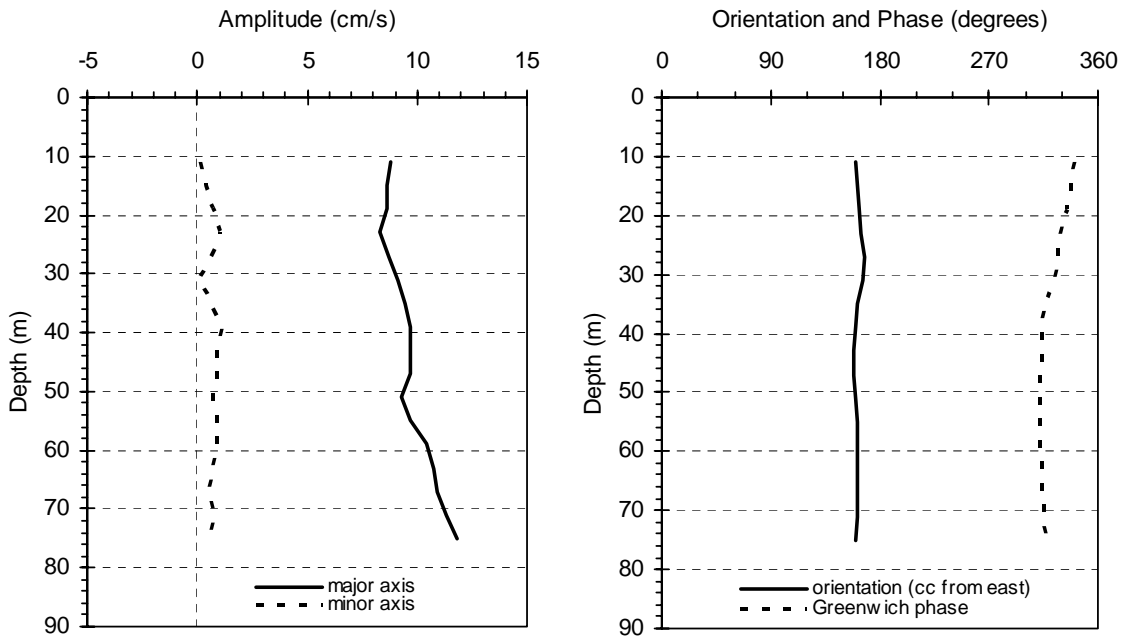 Amplitude (cm/s)
-5 0 5 10 15
0
10
20
30
40
50
60
70
80
90
Depth (m)
major axis
minor axis
Orientation and Phase (degrees)
0 90 180 270 360
0
10
20
30
40
50
60
70
80
90
Depth (m)
orientation (cc from east)
Greenwich phase